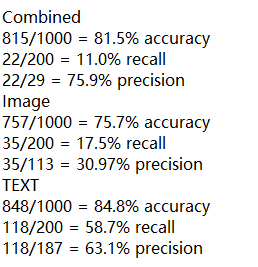 Combined
815/1000 = 81.5% accuracy
22/200 = 11.0% recall
22/29 = 75.9% precision
Image
757/1000 = 75.7% accuracy
35/200 = 17.5% recall
35/113 = 30.97% precision
TEXT
848/1000 = 84.8% accuracy
118/200 = 58.7% recall
118/187 = 63.1% precision